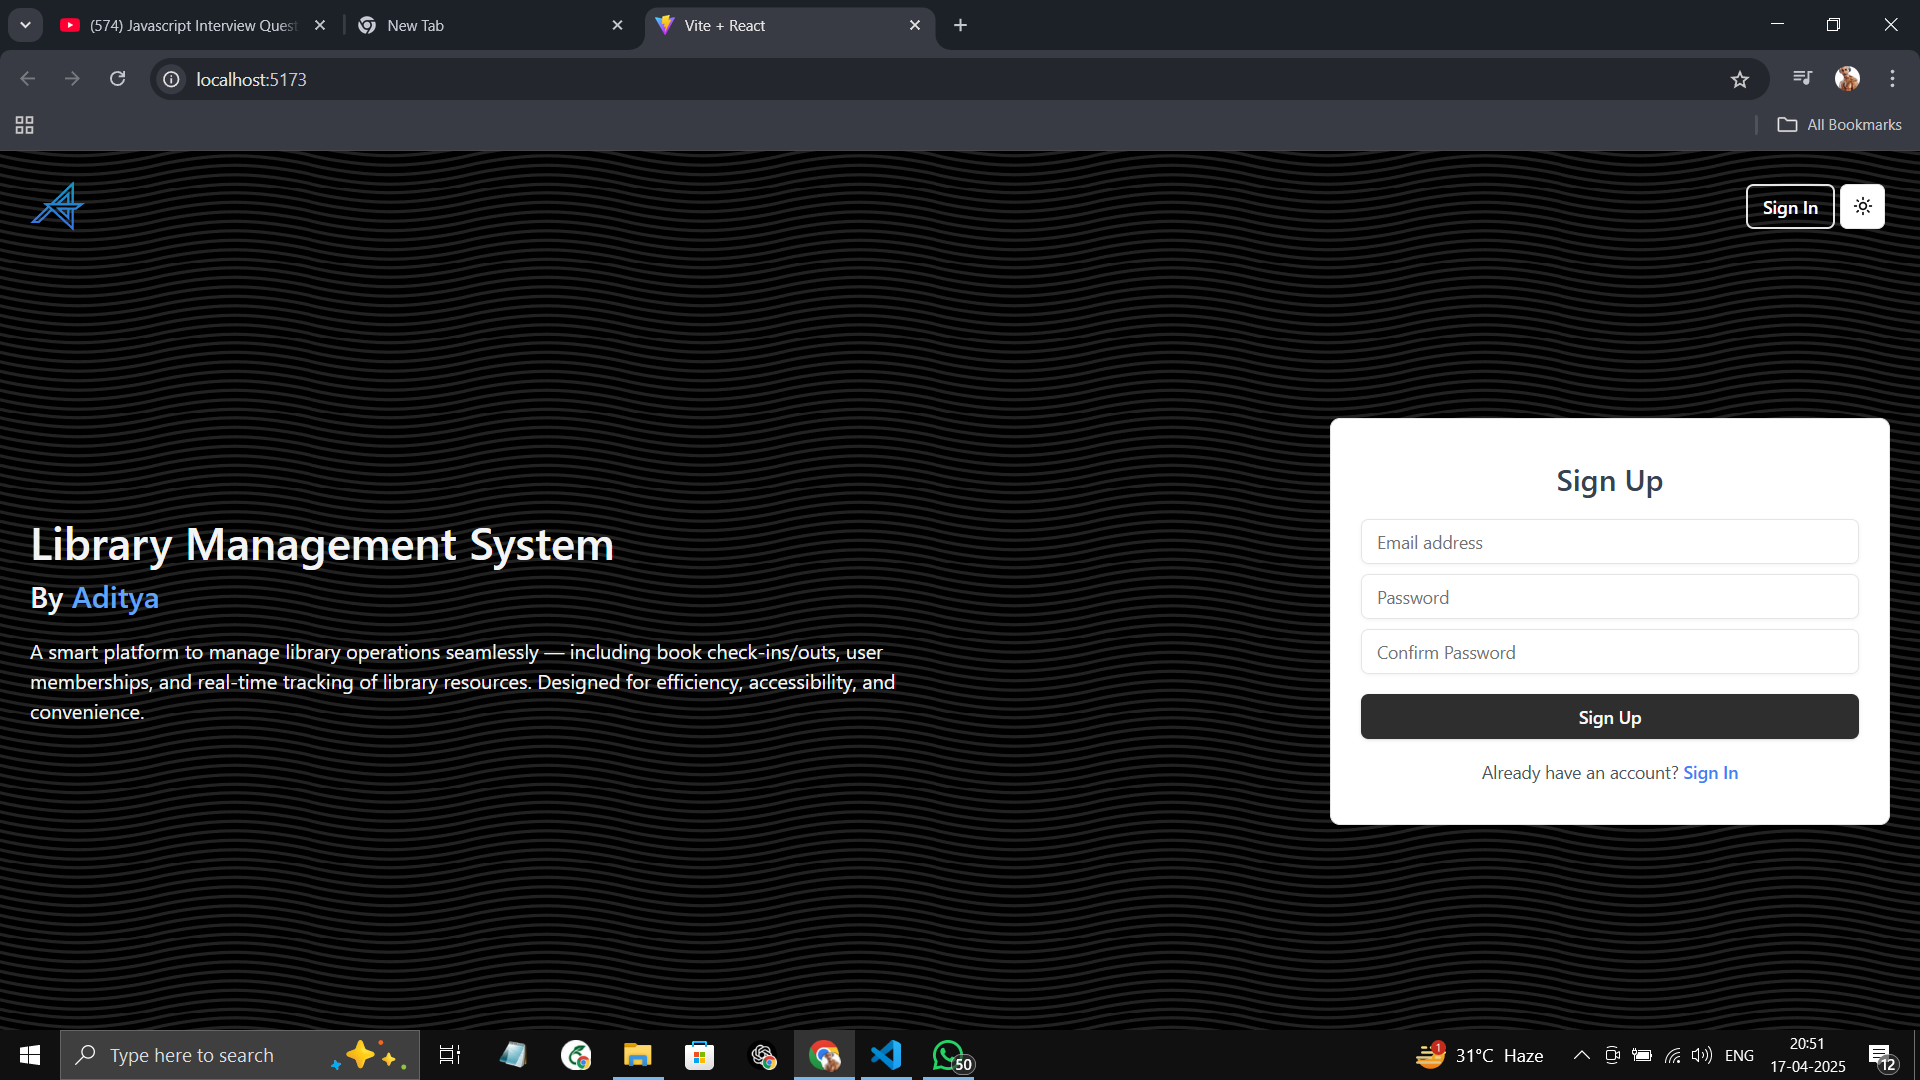 (574) Javascript Interview Quest
New Tab
Vite + React
localhost:5173
All Bookmarks
Sign In
Sign Up
Email address
Password
Confirm Password
Sign Up
Already have an account? Sign In
Library Management System
By Aditya
A smart platform to manage library operations seamlessly — including book check-ins/outs, user
memberships, and real-time tracking of library resources. Designed for efficiency, accessibility, and
convenience.
Type here to search
50
1
31°C Haze
ENG
20:51
17-04-2025
12